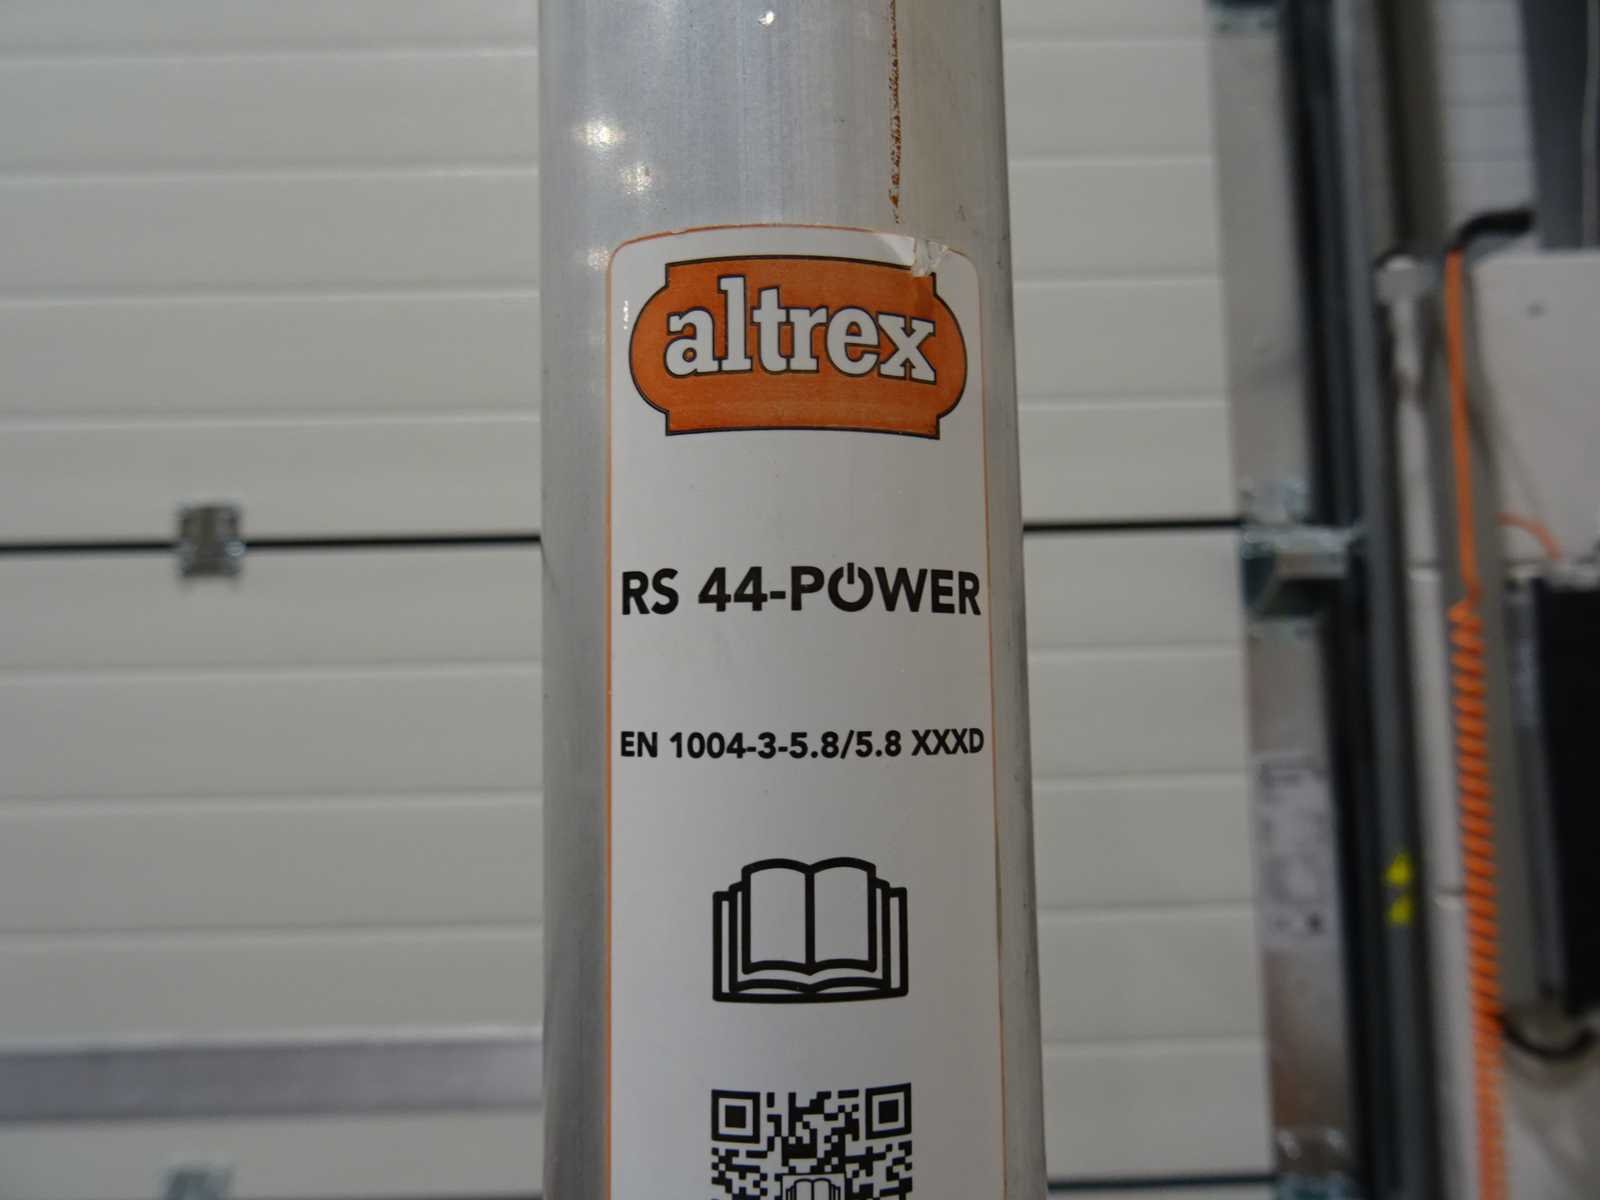 altrex
RS 44-POWER
EN 1004-3-5.8/5.8 XXXD